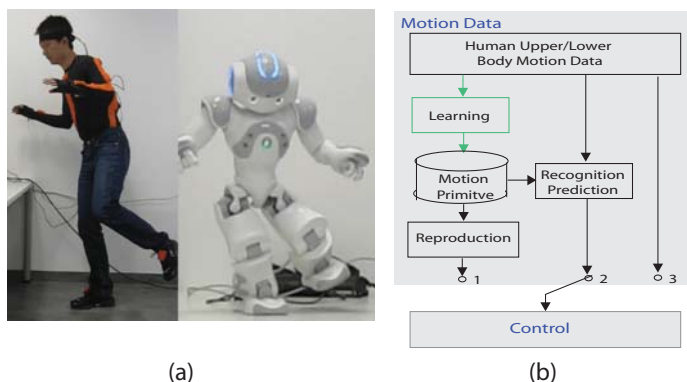 Motion Data
Human Upper/Lower
Body Motion Data
Learning
Motion
Primitve
Recognition
Prediction
Reproduction
1
2
3
Control
(a)
(b)